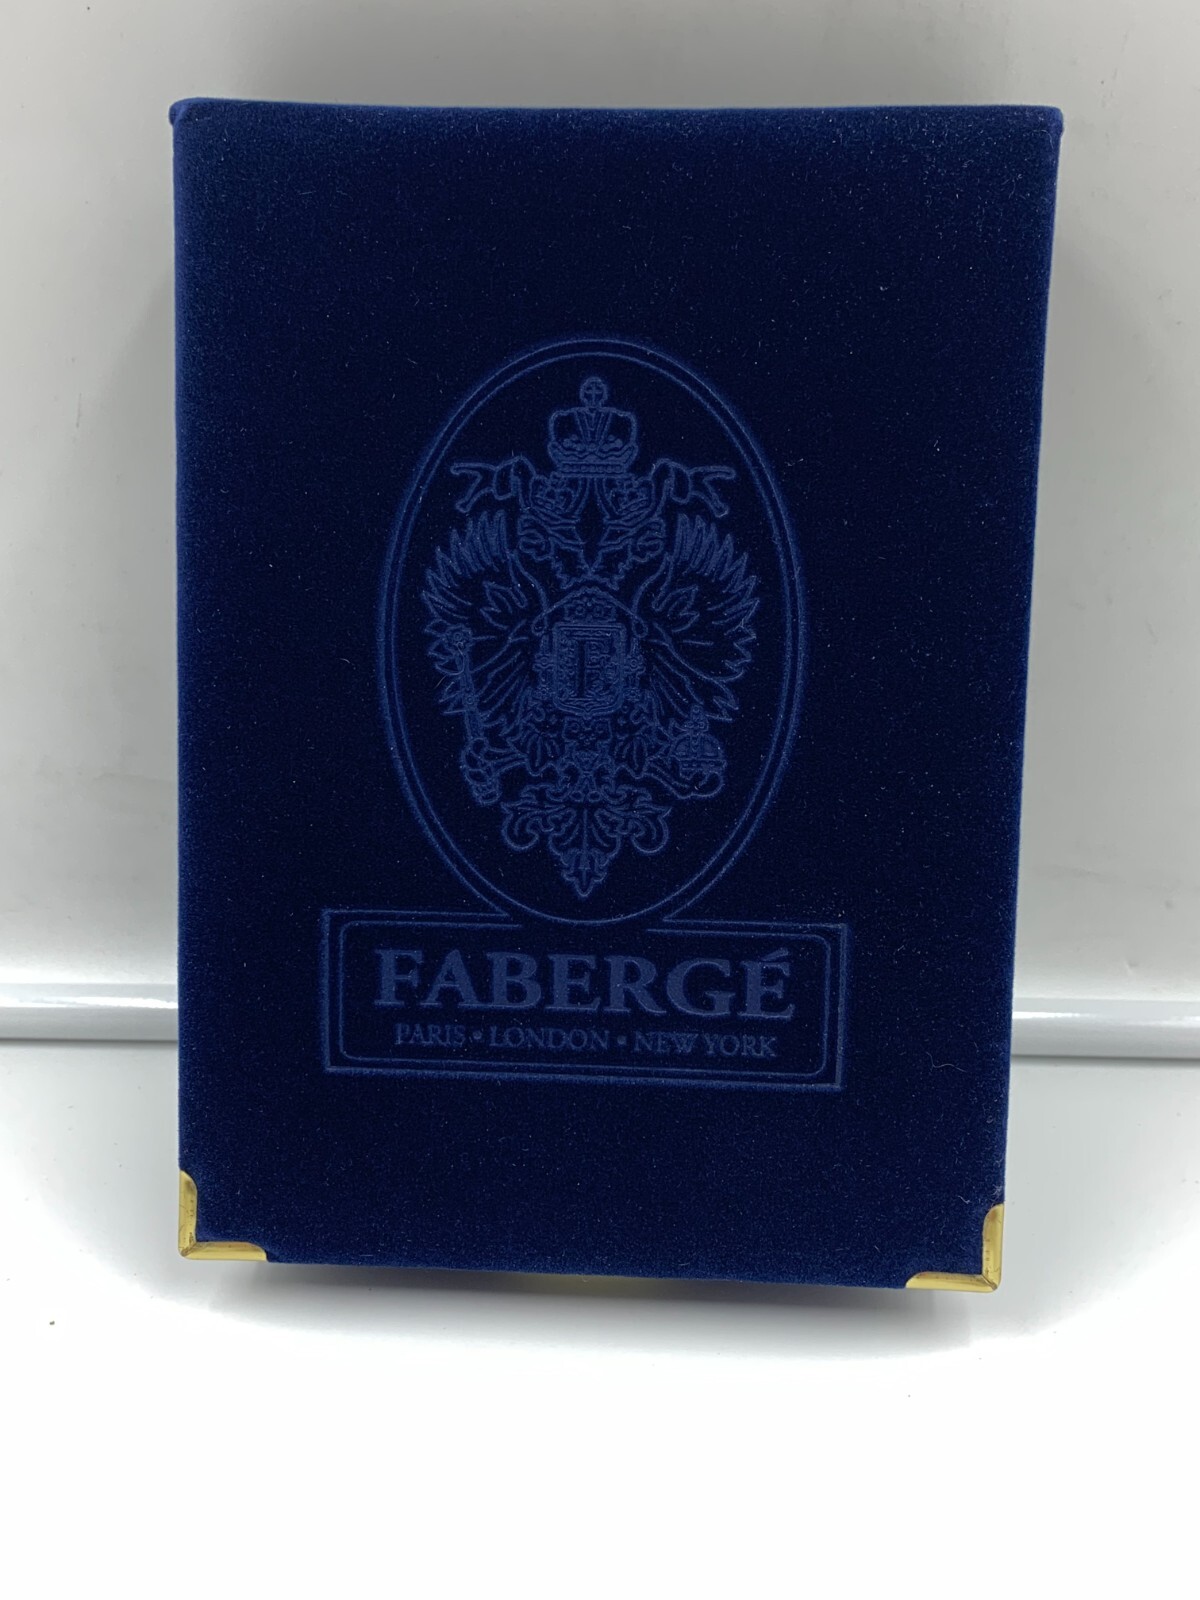 F
FABERGÉ
PARIS • LONDON • NEW YORK